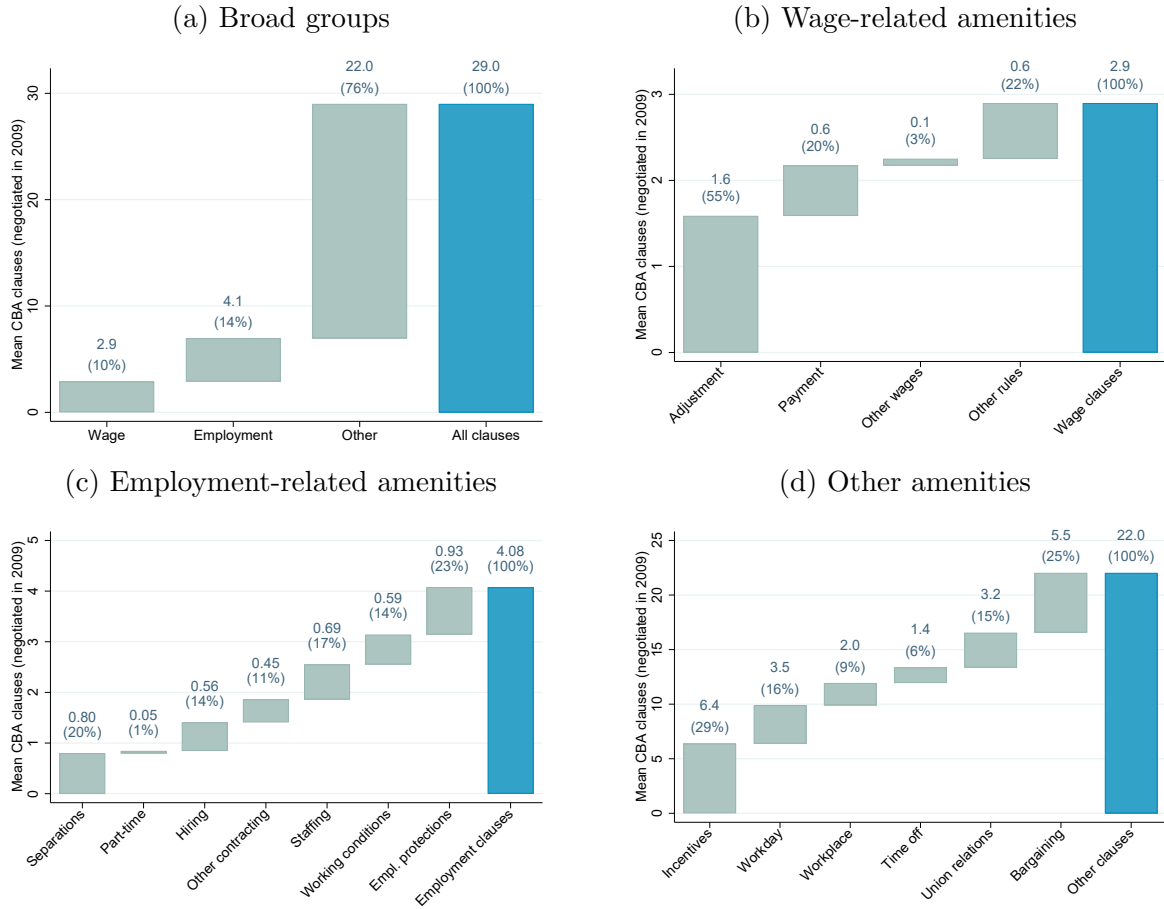 (a) Broad groups
Mean CBA clauses (negotiated in 2009)
30
20
10
0
2.9
(10%)
4.1
(14%)
22.0
(76%)
29.0
(100%)
Wage
Employment
Other
All clauses
(b) Wage-related amenities
Mean CBA clauses (negotiated in 2009)
3
2
1
0
1.6
(55%)
0.6
(20%)
0.1
(3%)
0.6
(22%)
2.9
(100%)
Adjustment
Payment
Other wages
Other rules
Wage clauses
(c) Employment-related amenities
Mean CBA clauses (negotiated in 2009)
5
4
3
2
1
0
0.80
(20%)
0.05
(1%)
0.56
(14%)
0.45
(11%)
0.69
(17%)
0.59
(14%)
0.93
(23%)
4.08
(100%)
Separations
Part-time
Hiring
Other contracting
Staffing
Working conditions
Empl. protections
Employment clauses
(d) Other amenities
Mean CBA clauses (negotiated in 2009)
25
20
15
10
5
0
6.4
(29%)
3.5
(16%)
2.0
(9%)
1.4
(6%)
3.2
(15%)
5.5
(25%)
22.0
(100%)
Incentives
Workday
Workplace
Time off
Union relations
Bargaining
Other clauses